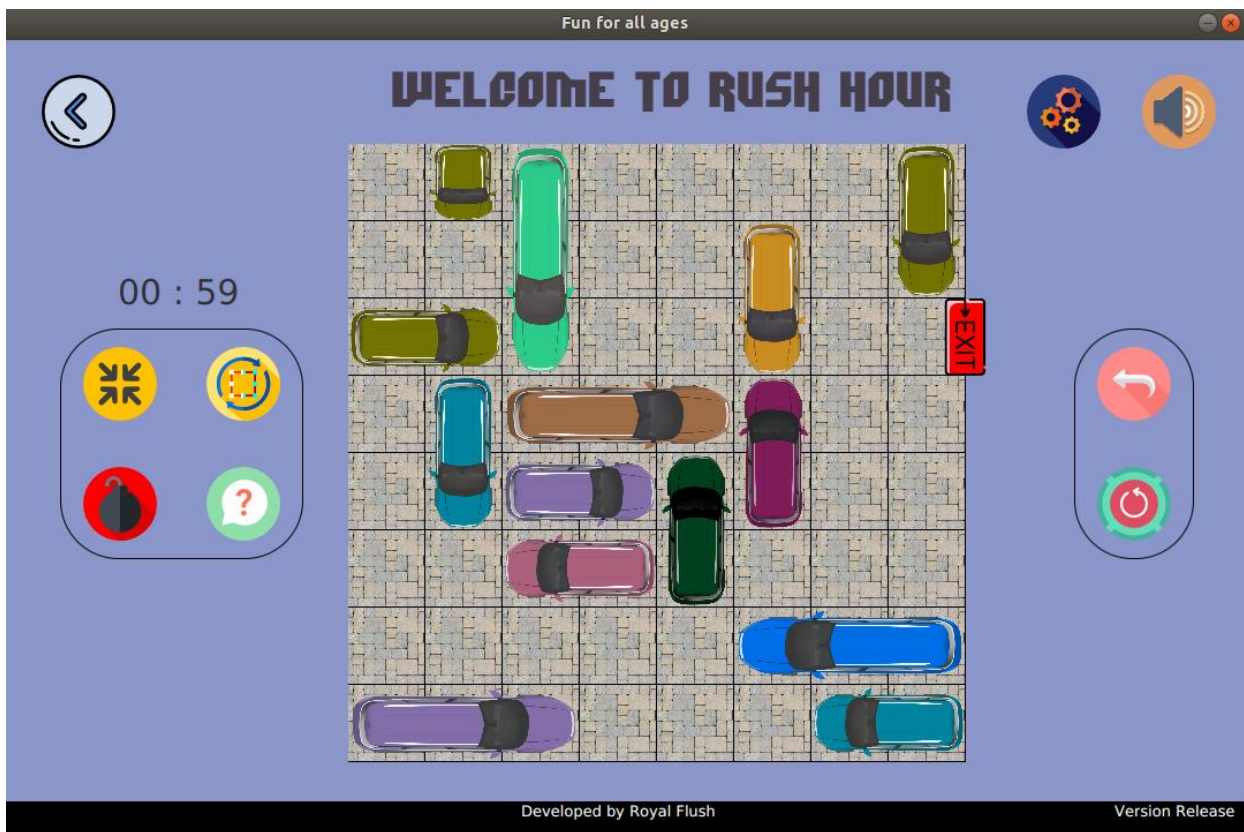 Fun for all ages
WELCOME TO RUSH HOUR
00 : 59
EXIT
?
Developed by Royal Flush
Version Release